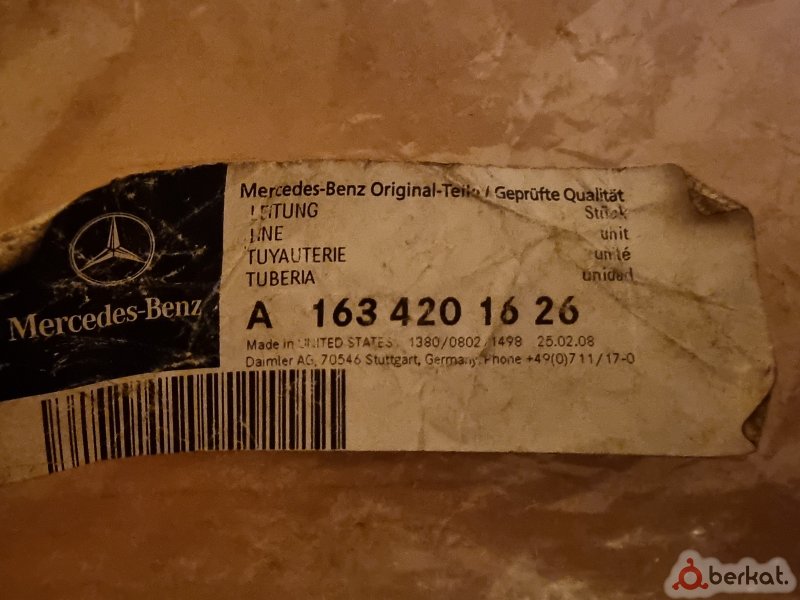 Mercedes-Benz Original-Teile / Geprüfte Qualität
LEITUNG Stück
LINE unit
TUYAUTERIE unité
TUBERIA unidad
A 163 420 16 26
Made in UNITED STATES 1380/0802/1498 25.02.08
Daimler AG, 70546 Stuttgart, Germany. Phone +49(0)711/17-0
Mercedes-Benz
berkat.